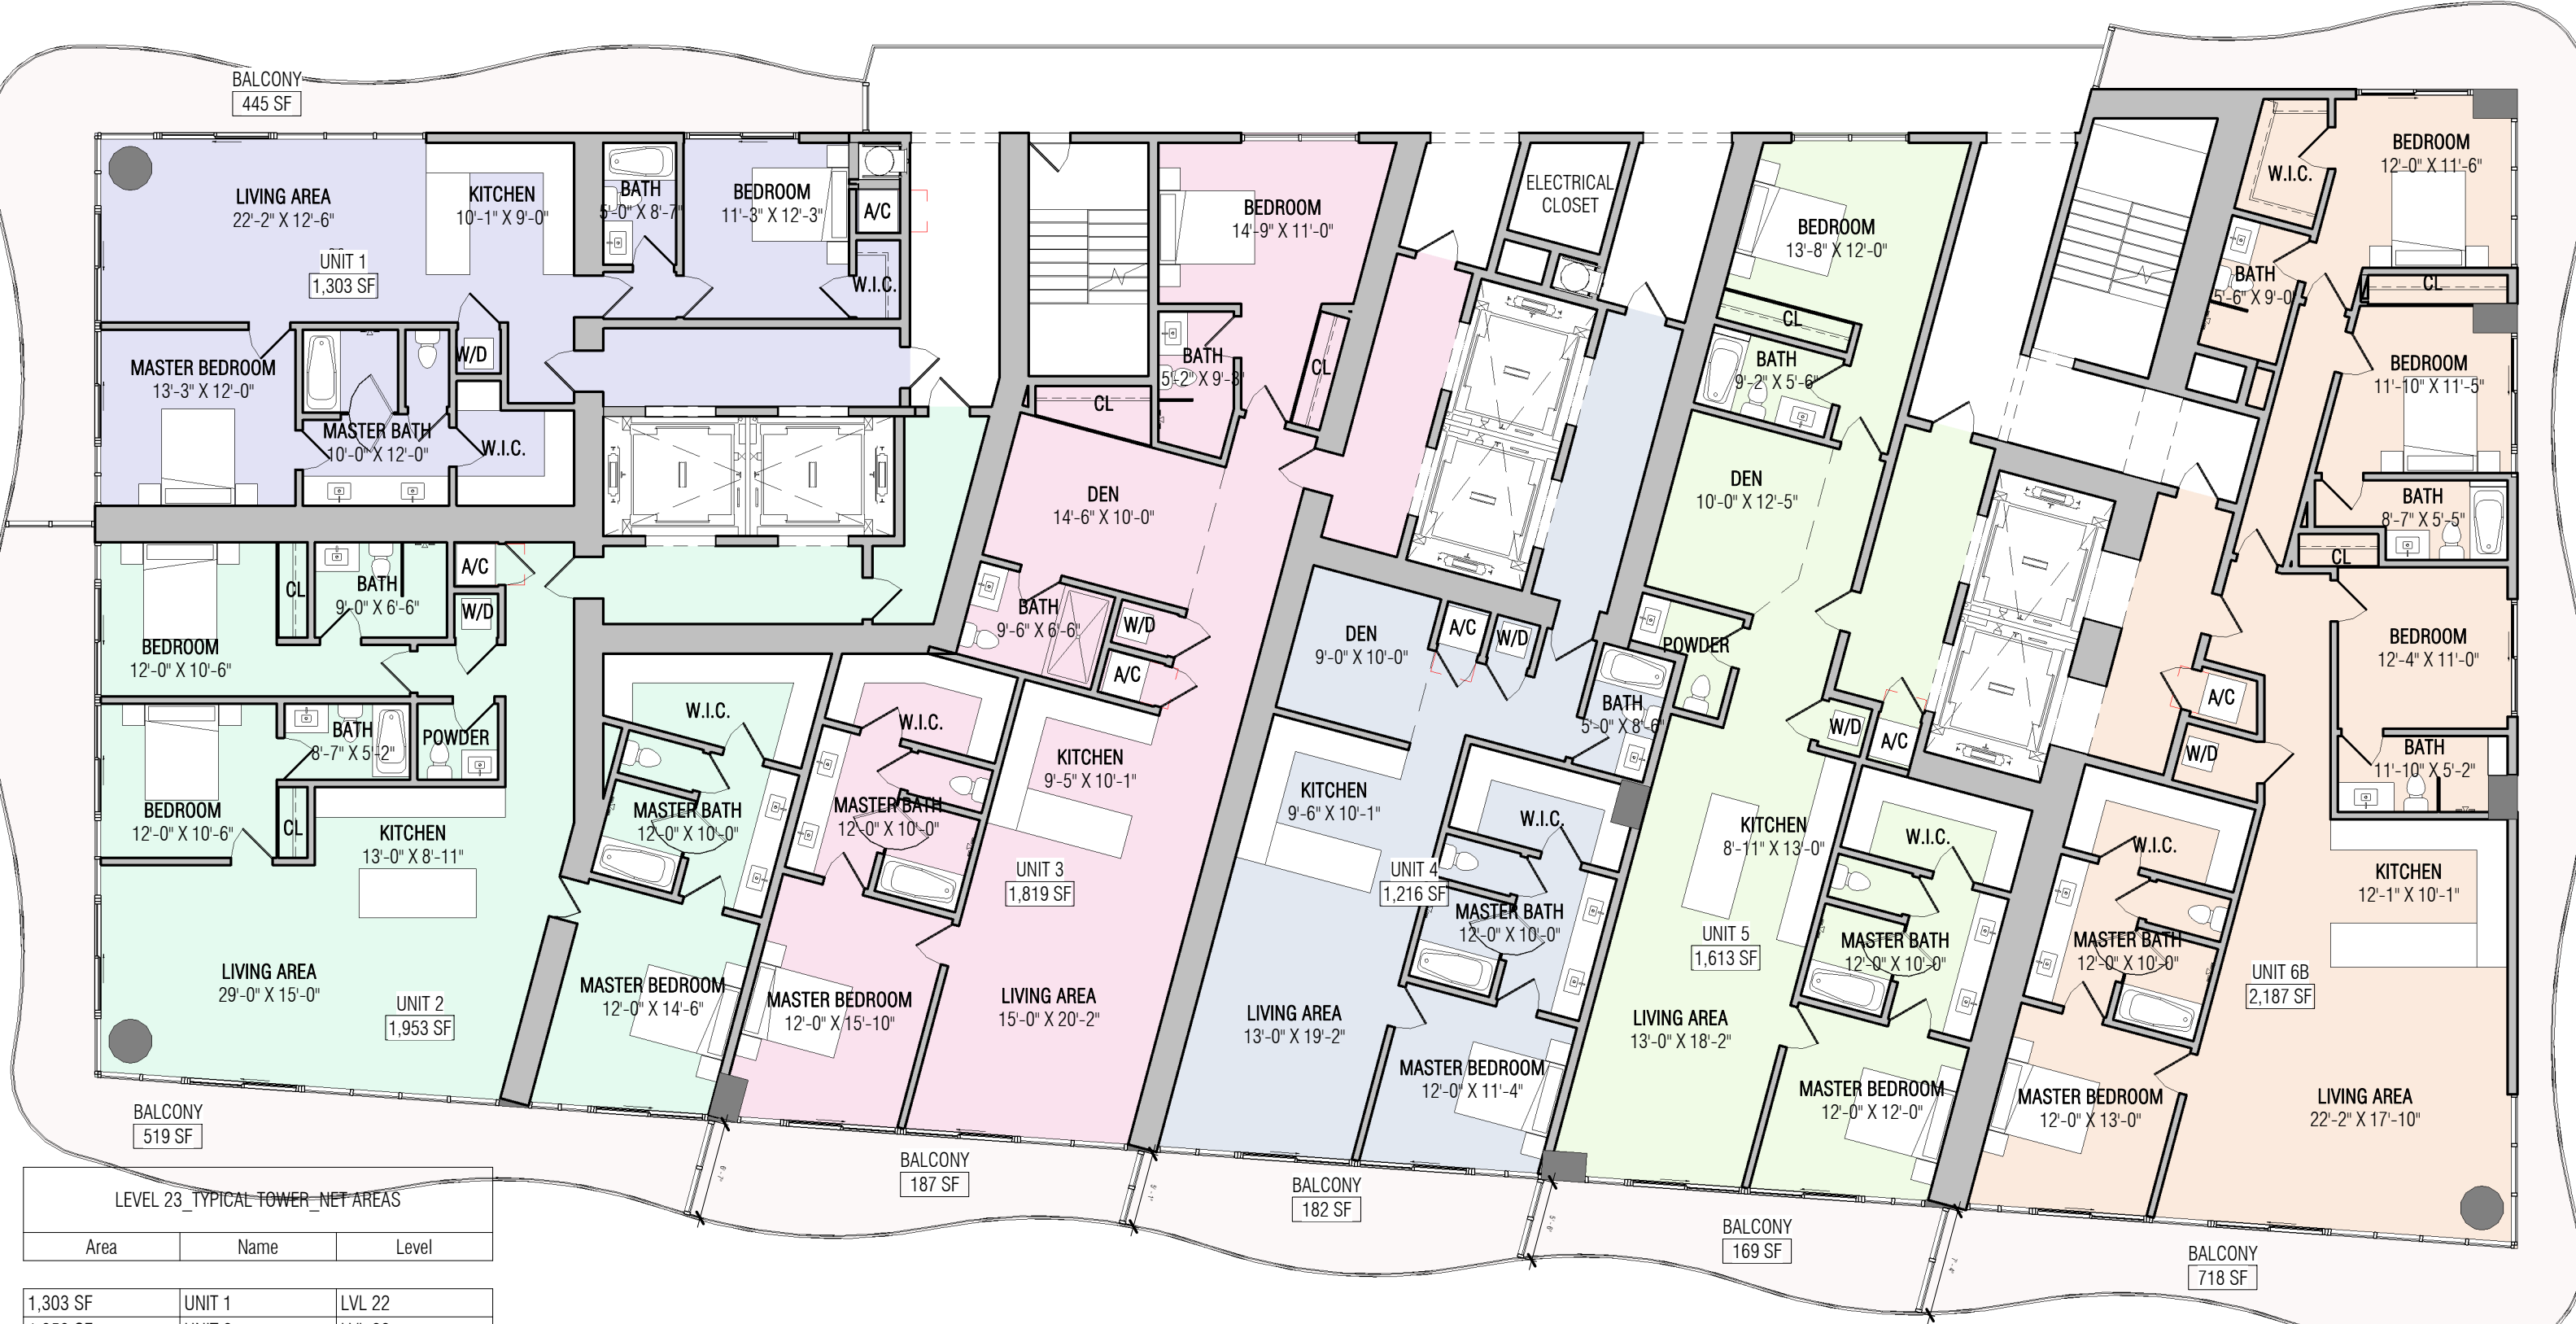 BALCONY
445 SF
LIVING AREA
22'-2" X 12'-6"
KITCHEN
10'-1" X 9'-0"
UNIT 1
1,303 SF
BATH
5'-0" X 8'-7"
BEDROOM
11'-3" X 12'-3"
A/C
W.I.C.
MASTER BEDROOM
13'-3" X 12'-0"
W/D
MASTER BATH
10'-0" X 12'-0"
W.I.C.
BEDROOM
12'-0" X 10'-6"
CL
BATH
9'-0" X 6'-6"
A/C
W/D
BEDROOM
12'-0" X 10'-6"
CL
BATH
8'-7" X 5'-2"
POWDER
KITCHEN
13'-0" X 8'-11"
LIVING AREA
29'-0" X 15'-0"
UNIT 2
1,953 SF
W.I.C.
MASTER BATH
12'-0" X 10'-0"
MASTER BEDROOM
12'-0" X 14'-6"
BALCONY
519 SF
BEDROOM
14'-9" X 11'-0"
BATH
5'-2" X 9'-3"
CL
CL
DEN
14'-6" X 10'-0"
BATH
9'-6" X 6'-6"
W/D
A/C
W.I.C.
KITCHEN
9'-5" X 10'-1"
MASTER BATH
12'-0" X 10'-0"
UNIT 3
1,819 SF
MASTER BEDROOM
12'-0" X 15'-10"
LIVING AREA
15'-0" X 20'-2"
BALCONY
187 SF
ELECTRICAL
CLOSET
DEN
9'-0" X 10'-0"
A/C
W/D
BATH
5'-0" X 8'-6"
KITCHEN
9'-6" X 10'-1"
W.I.C.
UNIT 4
1,216 SF
MASTER BATH
12'-0" X 10'-0"
LIVING AREA
13'-0" X 19'-2"
MASTER BEDROOM
12'-0" X 11'-4"
BALCONY
182 SF
BEDROOM
13'-8" X 12'-0"
CL
BATH
9'-2" X 5'-6"
DEN
10'-0" X 12'-5"
POWDER
W/D
A/C
KITCHEN
8'-11" X 13'-0"
W.I.C.
UNIT 5
1,613 SF
MASTER BATH
12'-0" X 10'-0"
LIVING AREA
13'-0" X 18'-2"
MASTER BEDROOM
12'-0" X 12'-0"
BALCONY
169 SF
BEDROOM
12'-0" X 11'-6"
W.I.C.
BATH
5'-6" X 9'-0"
CL
BEDROOM
11'-10" X 11'-5"
BATH
8'-7" X 5'-5"
CL
BEDROOM
12'-4" X 11'-0"
A/C
W/D
BATH
11'-10" X 5'-2"
W.I.C.
KITCHEN
12'-1" X 10'-1"
MASTER BATH
12'-0" X 10'-0"
UNIT 6B
2,187 SF
MASTER BEDROOM
12'-0" X 13'-0"
LIVING AREA
22'-2" X 17'-10"
BALCONY
718 SF
LEVEL 23_TYPICAL TOWER_NET AREAS
Area Name Level
1,303 SF UNIT 1 LVL 22